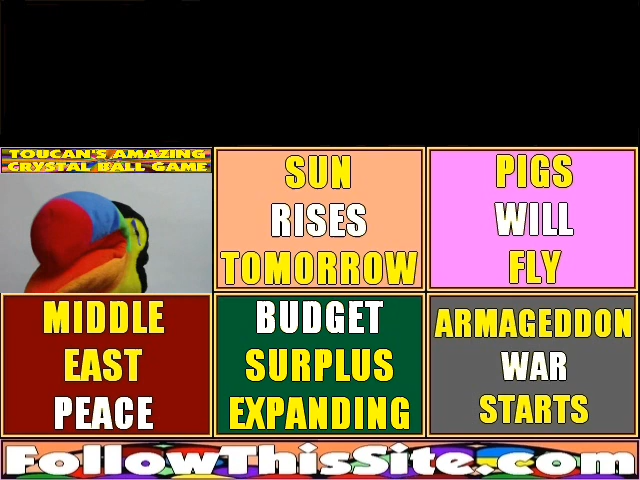 TOUCAN'S AMAZING
CRYSTAL BALL GAME
SUN
RISES
TOMORROW
PIGS
WILL
FLY
MIDDLE
EAST
PEACE
BUDGET
SURPLUS
EXPANDING
ARMAGEDDON
WAR
STARTS
FollowThisSite.com